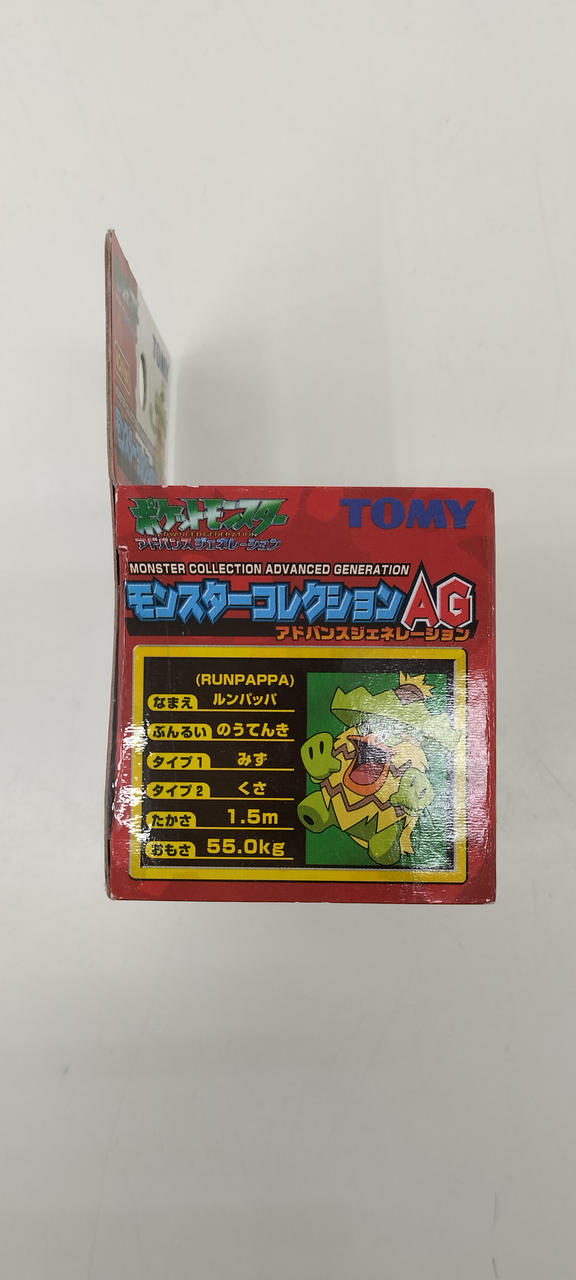 TOMY
ポケットモンスター
TOMY
ADVANCED GENERATION
アドバンスジェネレーション
MONSTER COLLECTION ADVANCED GENERATION
モンスターコレクションAG
アドバンスジェネレーション
(RUNPAPPA)
なまえ ルンパッパ
ぶんるい のうてんき
タイプ1 みず
タイプ2 くさ
たかさ 1.5m
おもさ 55.0kg